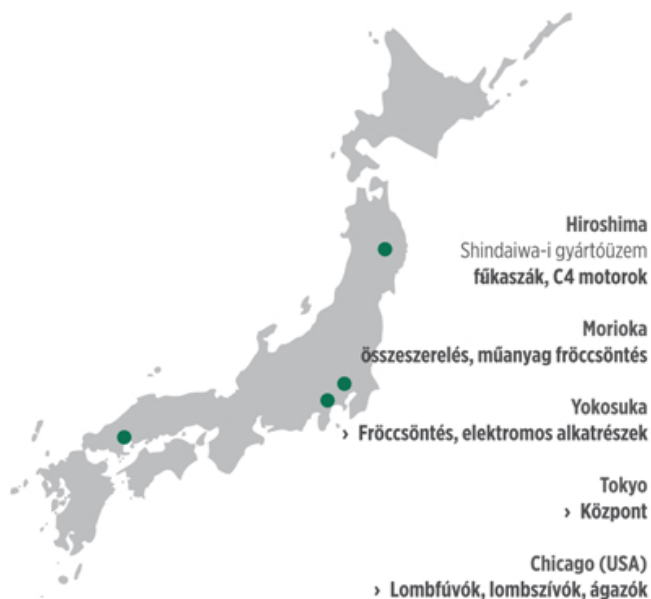 Hiroshima
Shindaiwa-i gyártóüzem
fűkaszák, C4 motorok
Morioka
összeszerelés, műanyag fröccsöntés
Yokosuka
› Fröccsöntés, elektromos alkatrészek
Tokyo
› Központ
Chicago (USA)
› Lombfúvók, lombszívók, ágazók